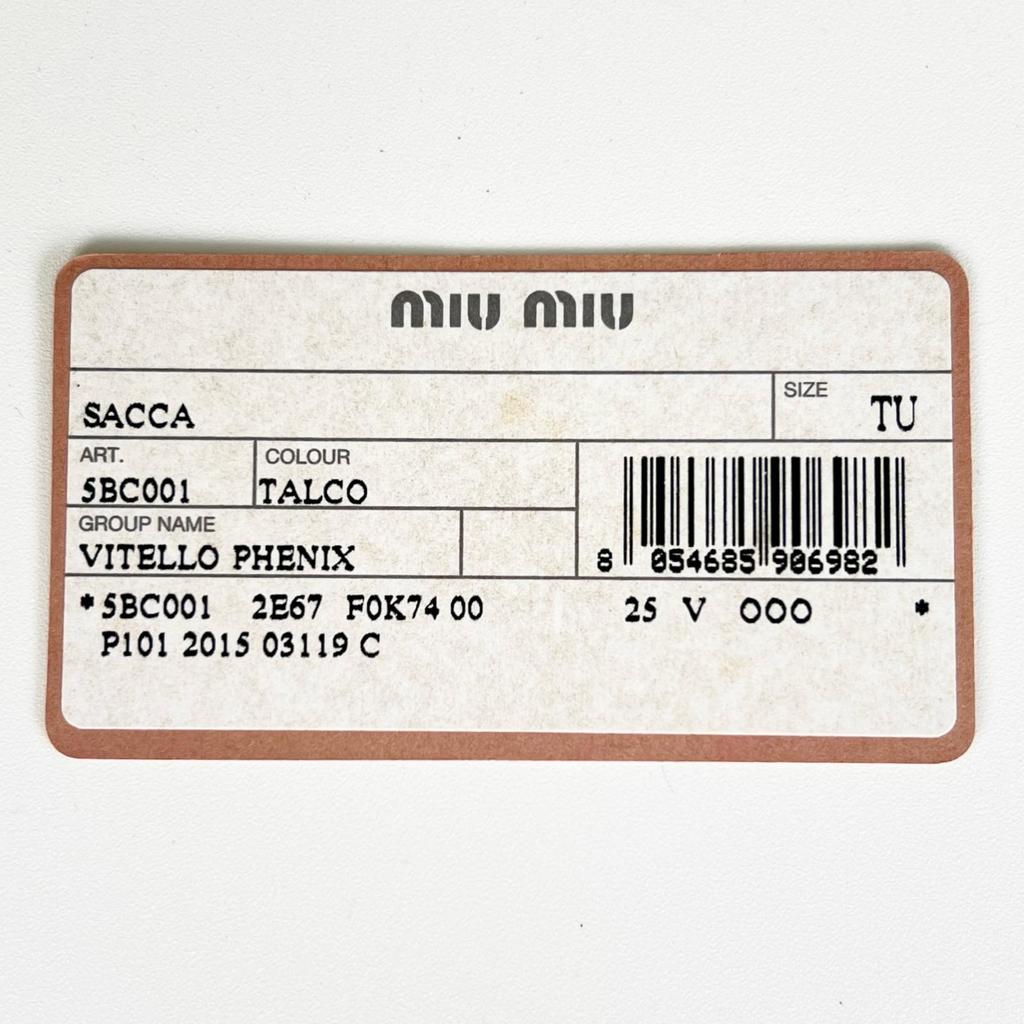 miu miu
SACCA
SIZE TU
ART. COLOUR
5BC001 TALCO
GROUP NAME
VITELLO PHENIX
8 054685 906982
*5BC001 2E67 F0K74 00 25 V OOO *
P101 2015 03119 C